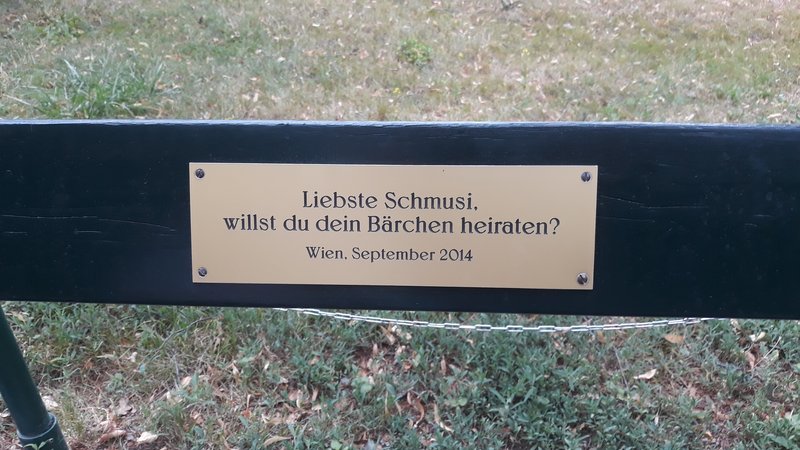 Liebste Schmusi,
willst du dein Bärchen heiraten?
Wien, September 2014